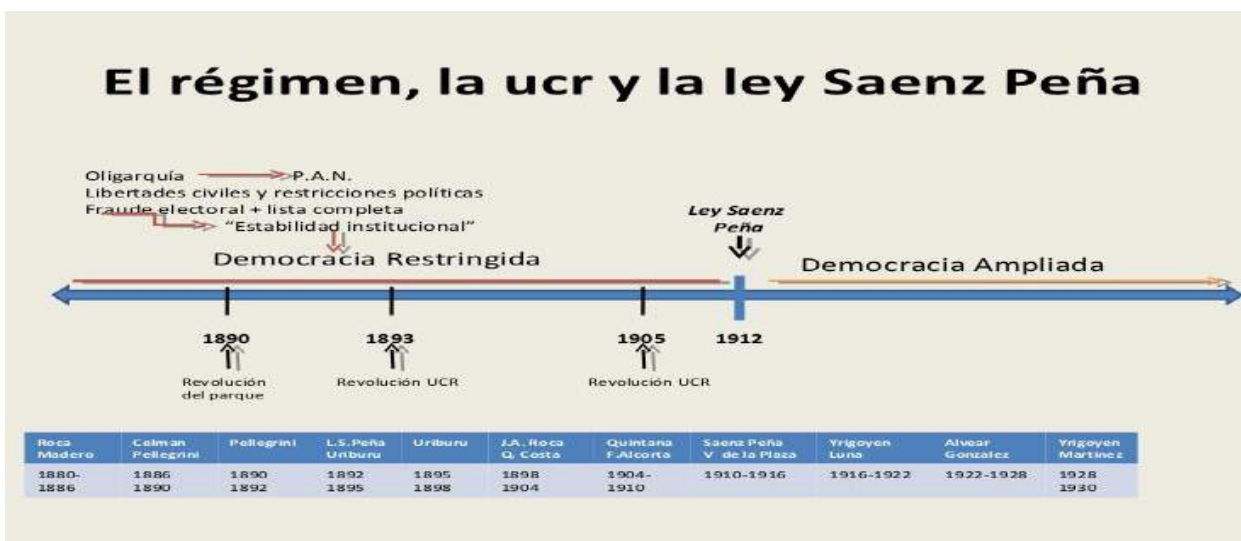 El régimen, la ucr y la ley Saenz Peña
Oligarquía P.A.N.
Libertades civiles y restricciones políticas
Fraude electoral + lista completa
“Estabilidad institucional”
Ley Saenz
Peña
Democracia Restringida
Democracia Ampliada
1890 1893 1905 1912
Revolución
del parque
Revolución UCR
Revolución UCR
Roca
Madero
Celman
Pellegrini
Pellegrini
L.S.Peña
Uriburu
Uriburu
J.A. Roca
Q. Costa
Quintana
F.Alcorta
Saenz Peña
V de la Plaza
Yrigoyen
Luna
Alvear
Gonzalez
Yrigoyen
Martinez
1880-
1886
1886
1890
1890
1892
1892
1895
1895
1898
1898
1904
1904-
1910
1910-1916
1916-1922
1922-1928
1928
1930